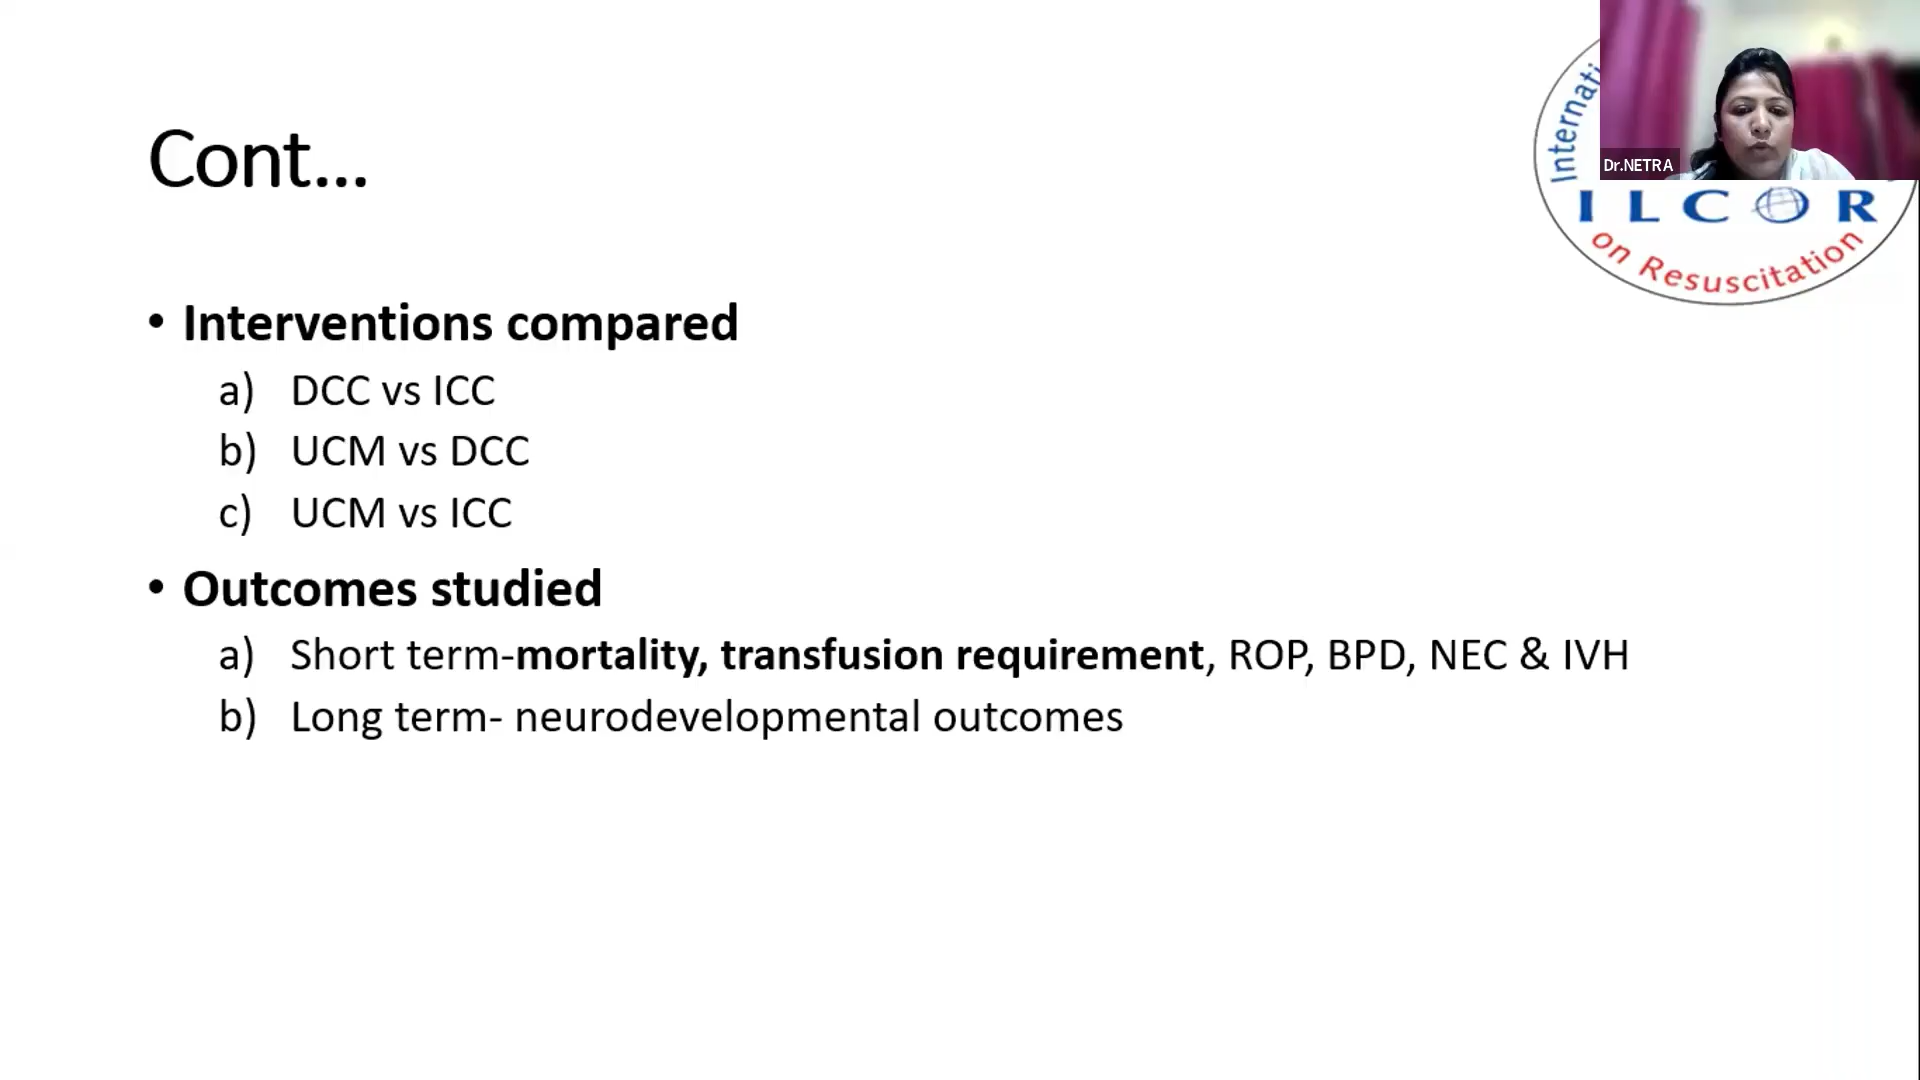 Cont...
Internati
Dr.NETRA
ILCOR
on Resuscitation
• Interventions compared
a) DCC vs ICC
b) UCM vs DCC
c) UCM vs ICC
• Outcomes studied
a) Short term-mortality, transfusion requirement, ROP, BPD, NEC & IVH
b) Long term- neurodevelopmental outcomes